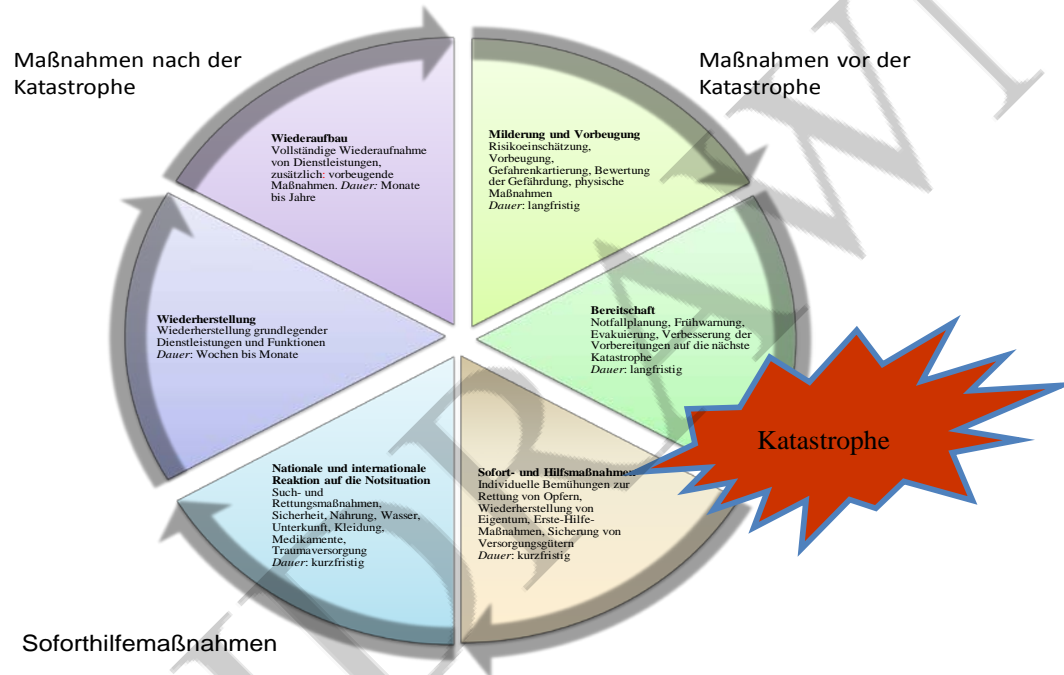 Maßnahmen nach der
Katastrophe
Maßnahmen vor der
Katastrophe
Wiederaufbau
Vollständige Wiederaufnahme
von Dienstleistungen,
zusätzlich: vorbeugende
Maßnahmen. Dauer: Monate
bis Jahre
Milderung und Vorbeugung
Risikoeinschätzung,
Vorbeugung,
Gefahrenkartierung, Bewertung
der Gefährdung, physische
Maßnahmen
Dauer: langfristig
Wiederherstellung
Wiederherstellung grundlegender
Dienstleistungen und Funktionen
Dauer: Wochen bis Monate
Bereitschaft
Notfallplanung, Frühwarnung,
Evakuierung, Verbesserung der
Vorbereitungen auf die nächste
Katastrophe
Dauer: langfristig
Katastrophe
Nationale und internationale
Reaktion auf die Notsituation
Such- und
Rettungsmaßnahmen,
Sicherheit, Nahrung, Wasser,
Unterkunft, Kleidung,
Medikamente,
Traumaversorgung
Dauer: kurzfristig
Sofort- und Hilfsmaßnahmen
Individuelle Bemühungen zur
Rettung von Opfern,
Wiederherstellung von
Eigentum, Erste-Hilfe-
Maßnahmen, Sicherung von
Versorgungsgütern
Dauer: kurzfristig
Soforthilfemaßnahmen